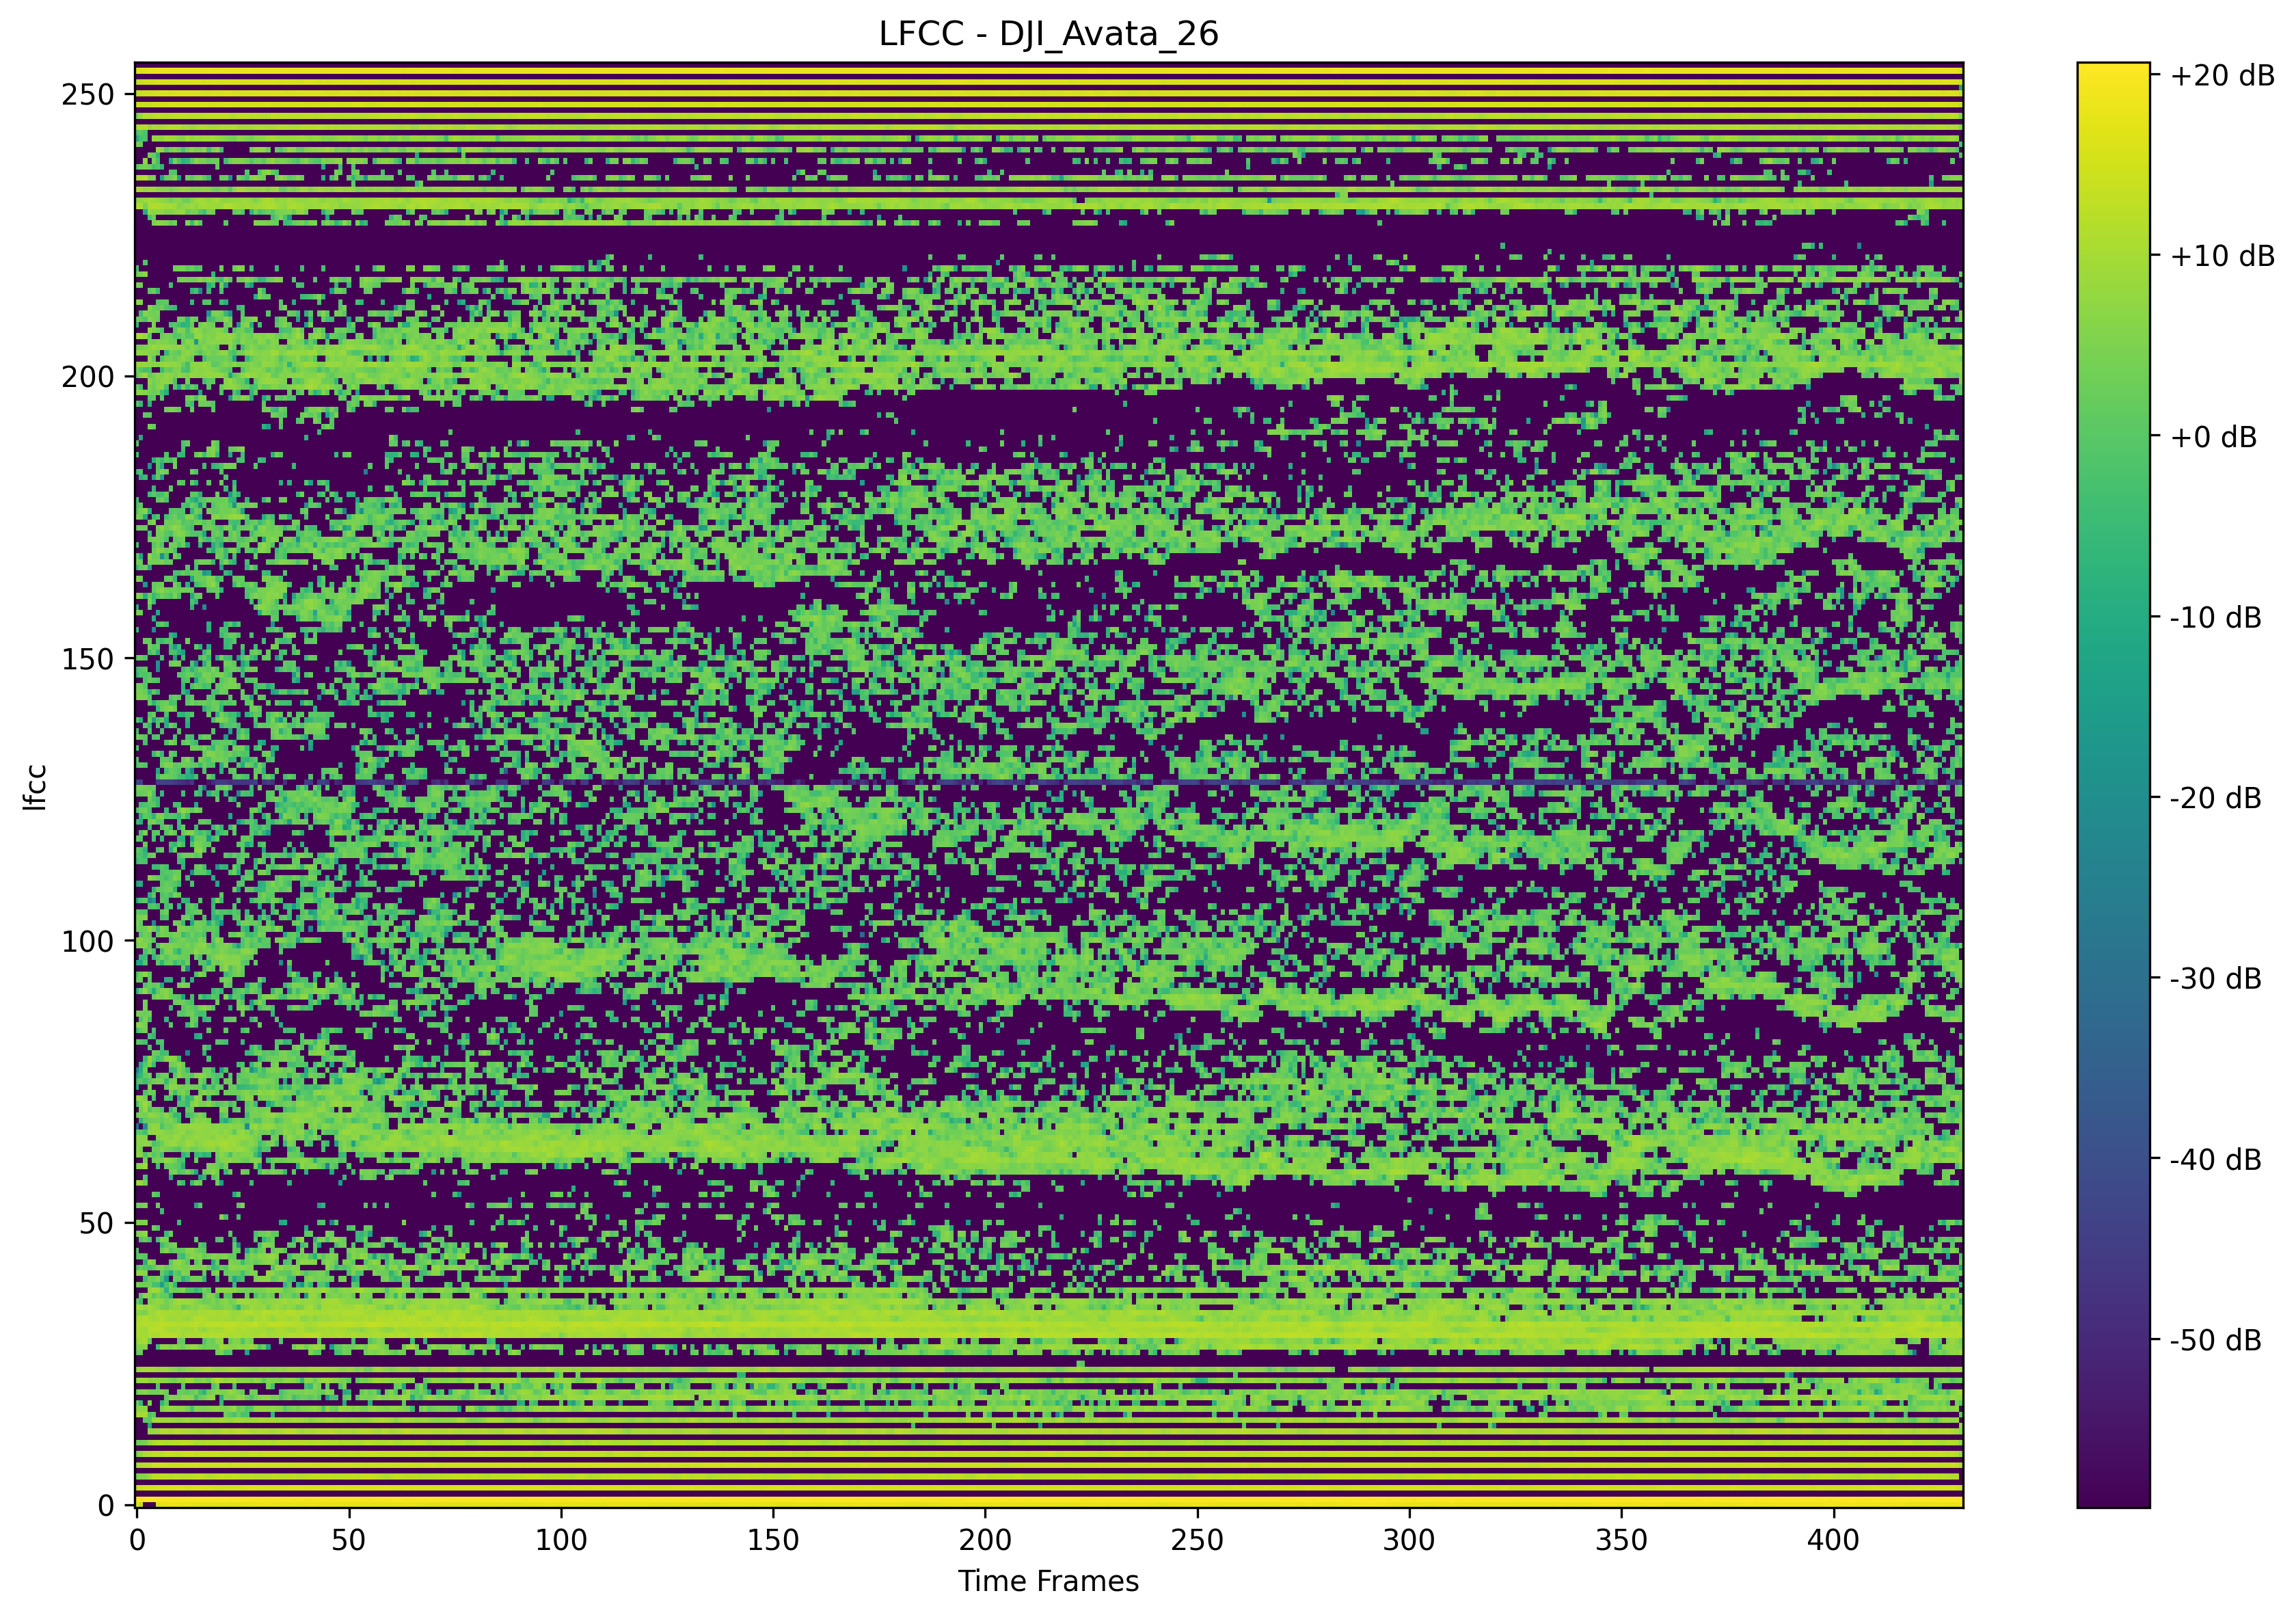 LFCC - DJI_Avata_26
250
200
150
100
50
0
lfcc
0 50 100 150 200 250 300 350 400
Time Frames
+20 dB
+10 dB
+0 dB
-10 dB
-20 dB
-30 dB
-40 dB
-50 dB